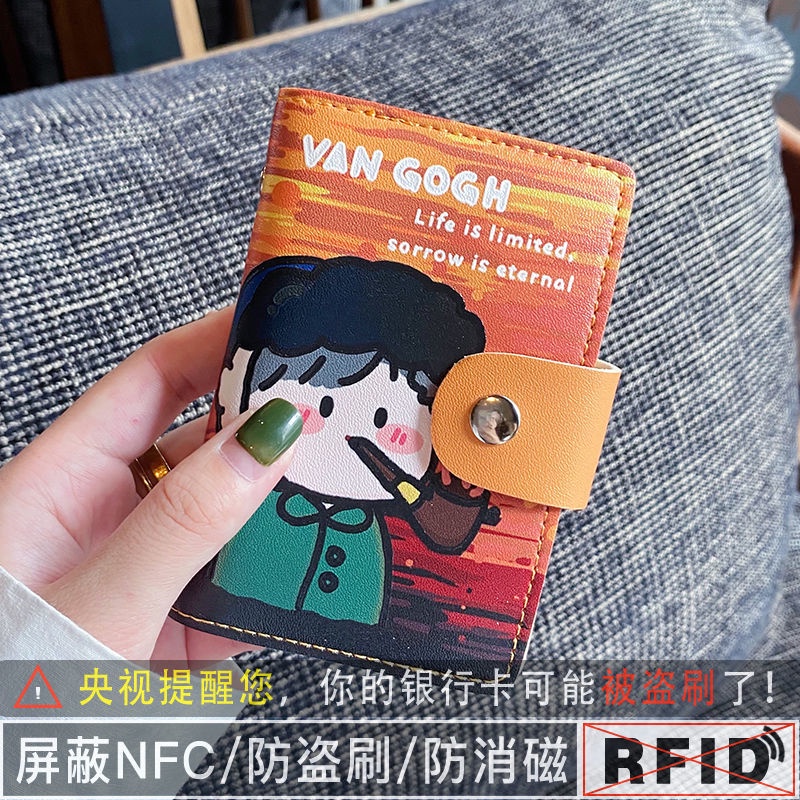 VAN GOGH
Life is limited,
sorrow is eternal
! 央视提醒您，你的银行卡可能被盗刷了!
屏蔽NFC/防盗刷/防消磁 RFID